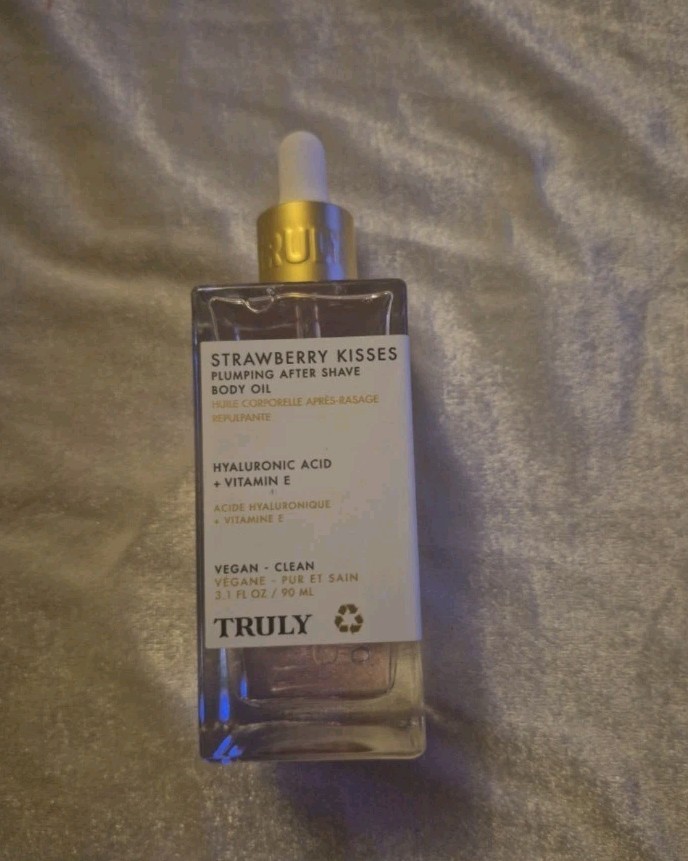 TRULY
STRAWBERRY KISSES
PLUMPING AFTER SHAVE
BODY OIL
HUILE CORPORELLE APRÈS-RASAGE
REPULPANTE
HYALURONIC ACID
+ VITAMIN E
ACIDE HYALURONIQUE
+ VITAMINE E
VEGAN - CLEAN
VÉGANE - PUR ET SAIN
3.1 FL OZ / 90 ML
TRULY